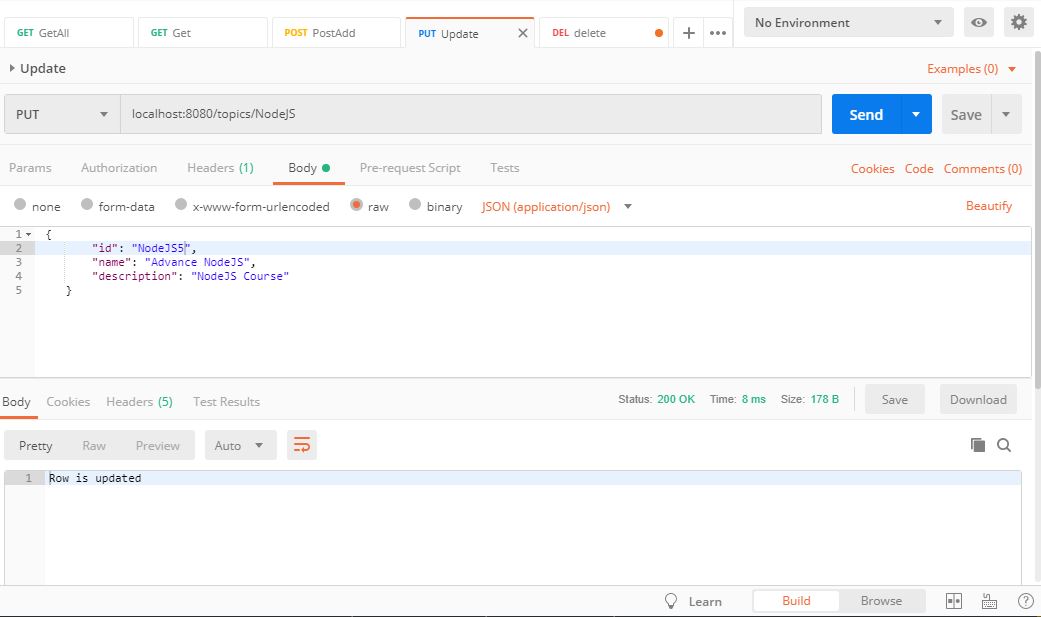 GET GetAll GET Get POST PostAdd PUT Update DEL delete No Environment
Update Examples (0)
PUT localhost:8080/topics/NodeJS Send Save
Params Authorization Headers (1) Body Pre-request Script Tests Cookies Code Comments (0)
none form-data x-www-form-urlencoded raw binary JSON (application/json) Beautify
1 {
2 "id": "NodeJS5",
3 "name": "Advance NodeJS",
4 "description": "NodeJS Course"
5 }
Body Cookies Headers (5) Test Results Status: 200 OK Time: 8 ms Size: 178 B Save Download
Pretty Raw Preview Auto
1 Row is updated
Learn Build Browse